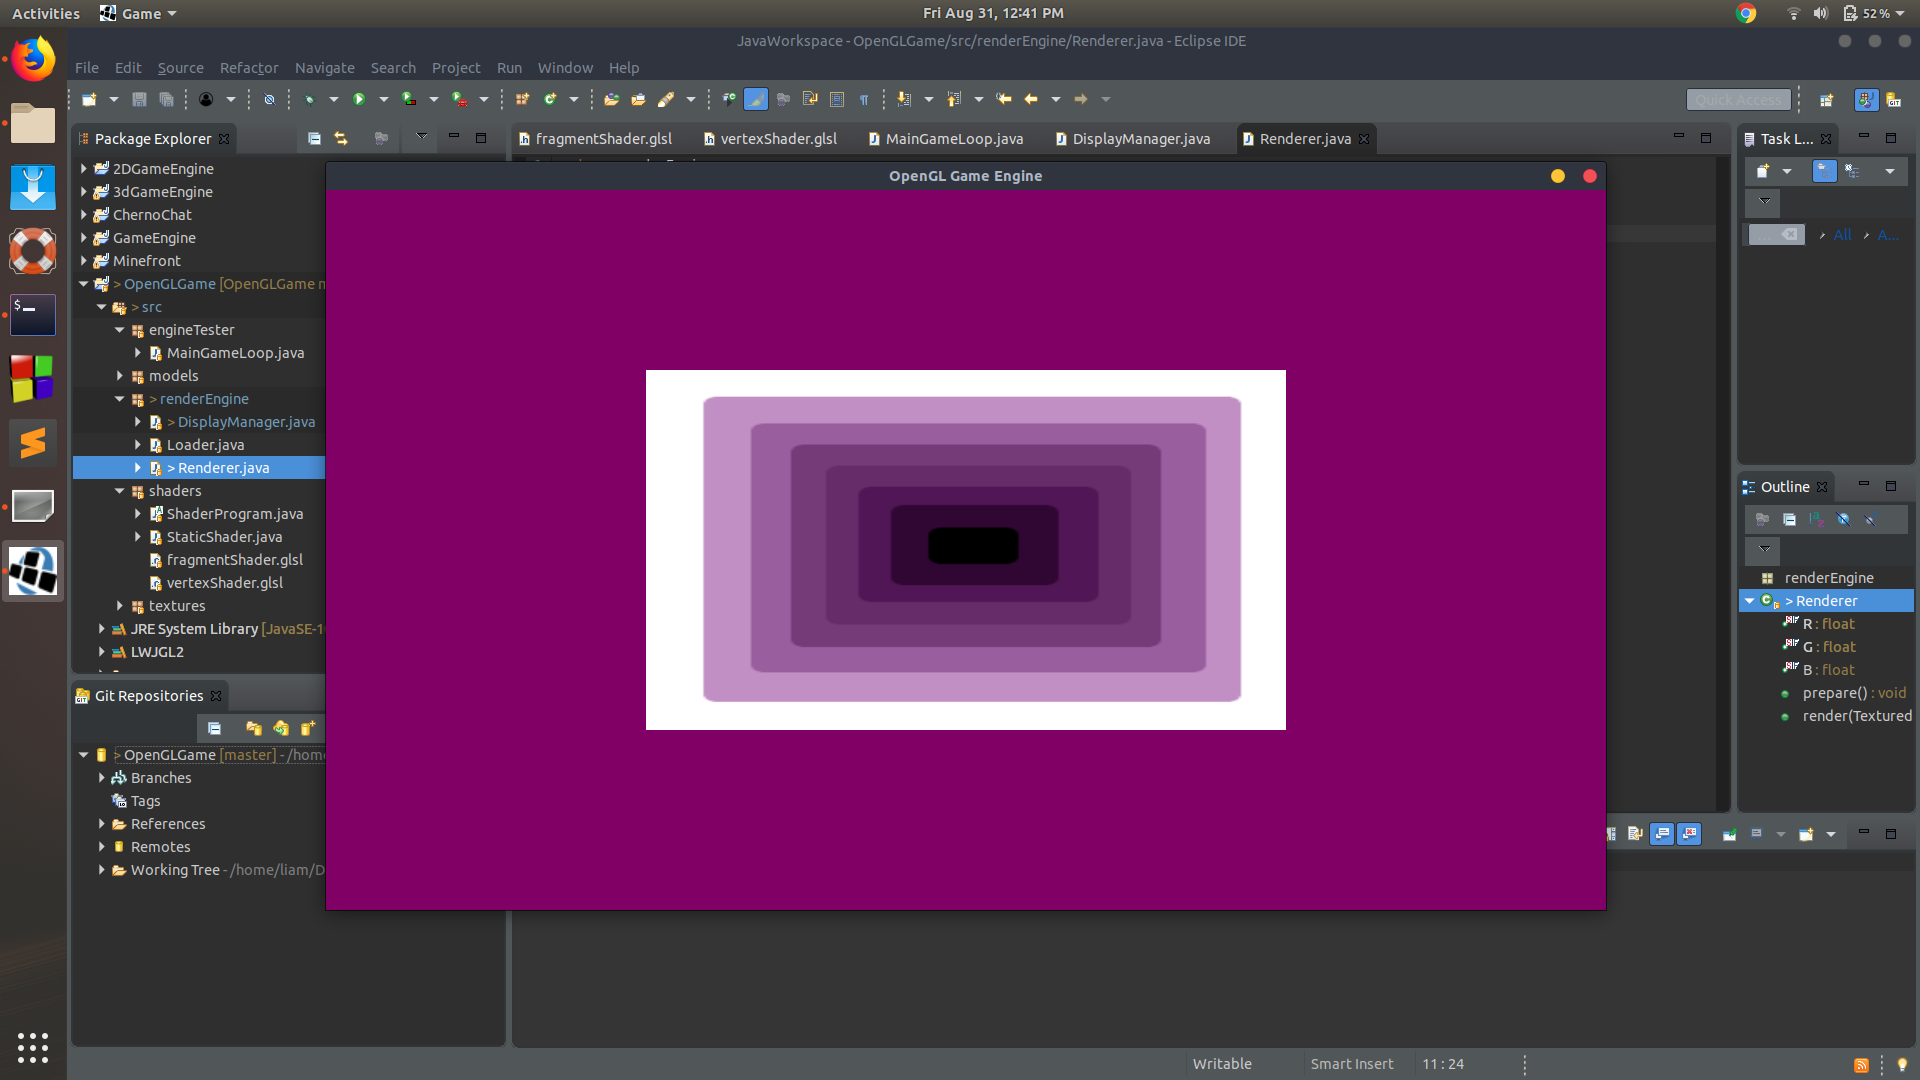 Activities
Game
Fri Aug 31, 12:41 PM
52 %
JavaWorkspace - OpenGLGame/src/renderEngine/Renderer.java - Eclipse IDE
File Edit Source Refactor Navigate Search Project Run Window Help
Quick Access
Package Explorer
fragmentShader.glsl
vertexShader.glsl
MainGameLoop.java
DisplayManager.java
Renderer.java
Task L...
2DGameEngine
3dGameEngine
ChernoChat
GameEngine
Minefront
> OpenGLGame [OpenGLGame
> src
engineTester
MainGameLoop.java
models
> renderEngine
> DisplayManager.java
Loader.java
> Renderer.java
shaders
ShaderProgram.java
StaticShader.java
fragmentShader.glsl
vertexShader.glsl
textures
JRE System Library [JavaSE-1
LWJGL2
OpenGL Game Engine
All
A...
Outline
renderEngine
> Renderer
R : float
G : float
B : float
prepare() : void
render(Textured
Git Repositories
> OpenGLGame [master] - /home
Branches
Tags
References
Remotes
Working Tree - /home/liam/D
Writable
Smart Insert
11 : 24